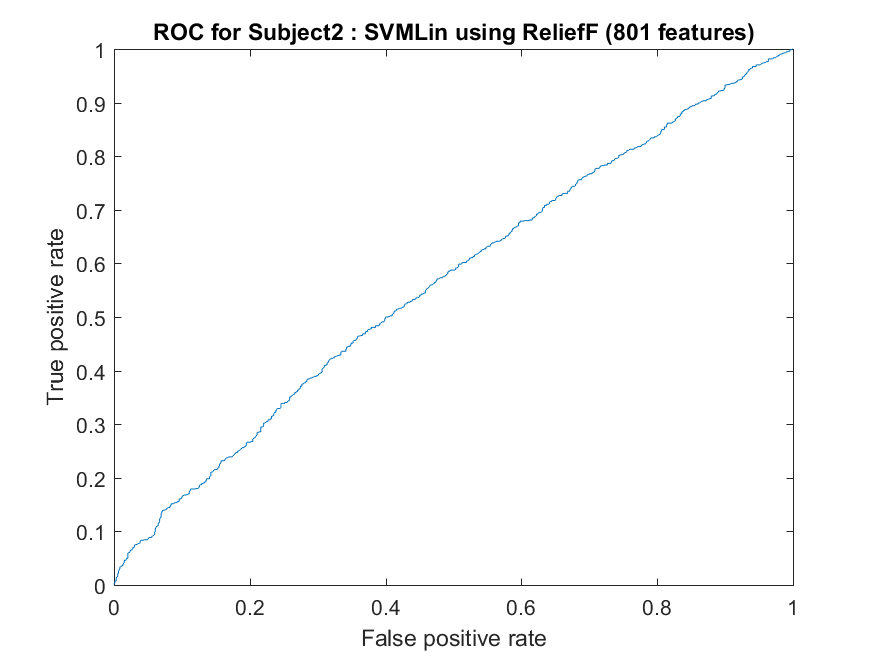 ROC for Subject2 : SVMLin using ReliefF (801 features)
1
0.9
0.8
0.7
0.6
0.5
0.4
0.3
0.2
0.1
0
True positive rate
0 0.2 0.4 0.6 0.8 1
False positive rate